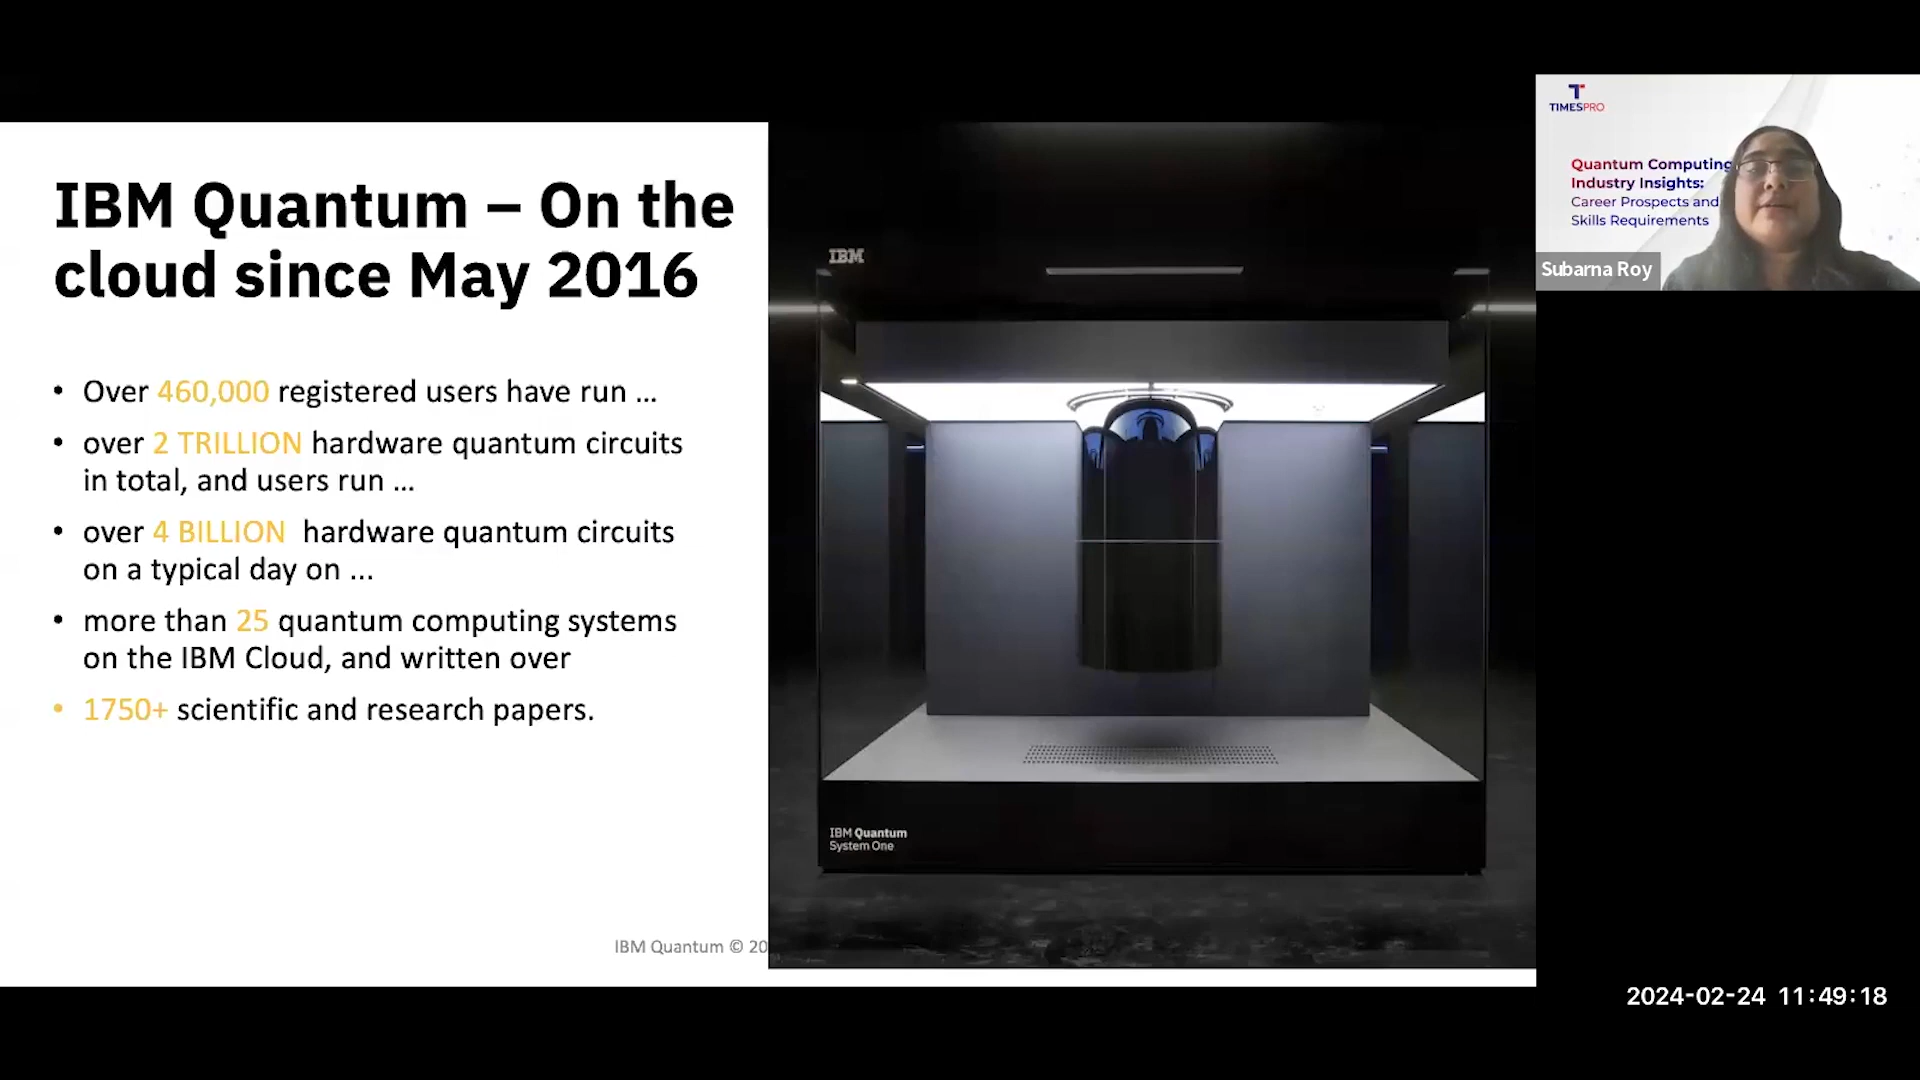 IBM Quantum – On the
cloud since May 2016
• Over 460,000 registered users have run ...
• over 2 TRILLION hardware quantum circuits
in total, and users run ...
• over 4 BILLION hardware quantum circuits
on a typical day on ...
• more than 25 quantum computing systems
on the IBM Cloud, and written over
• 1750+ scientific and research papers.
IBM Quantum © 20
IBM
IBM Quantum
System One
TIMESPRO
Quantum Computing
Industry Insights:
Career Prospects and
Skills Requirements
Subarna Roy
2024-02-24 11:49:18